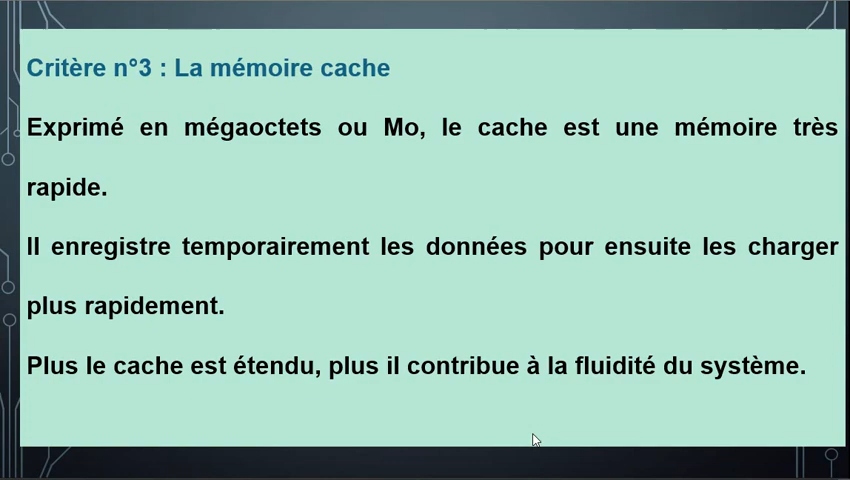 Critère n°3 : La mémoire cache
Exprimé en mégaoctets ou Mo, le cache est une mémoire très
rapide.
Il enregistre temporairement les données pour ensuite les charger
plus rapidement.
Plus le cache est étendu, plus il contribue à la fluidité du système.